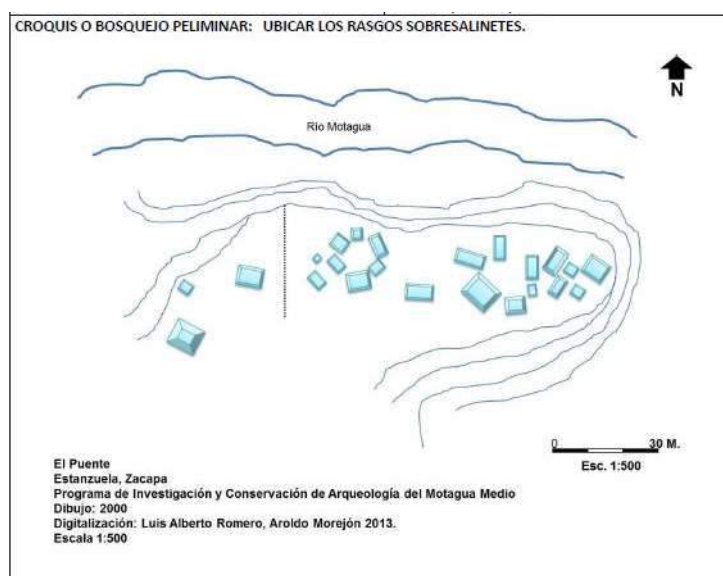 CROQUIS O BOSQUEJO PELIMINAR: UBICAR LOS RASGOS SOBRESALINETES.
N
Río Motagua
0 30 M.
Esc. 1:500
El Puente
Estanzuela, Zacapa
Programa de Investigación y Conservación de Arqueología del Motagua Medio
Dibujo: 2000
Digitalización: Luis Alberto Romero, Aroldo Morejón 2013.
Escala 1:500